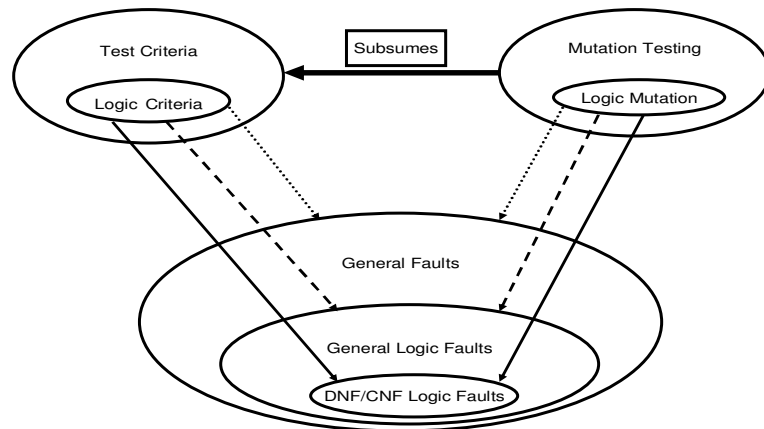 Test Criteria
Subsumes
Mutation Testing
Logic Criteria
Logic Mutation
General Faults
General Logic Faults
DNF/CNF Logic Faults